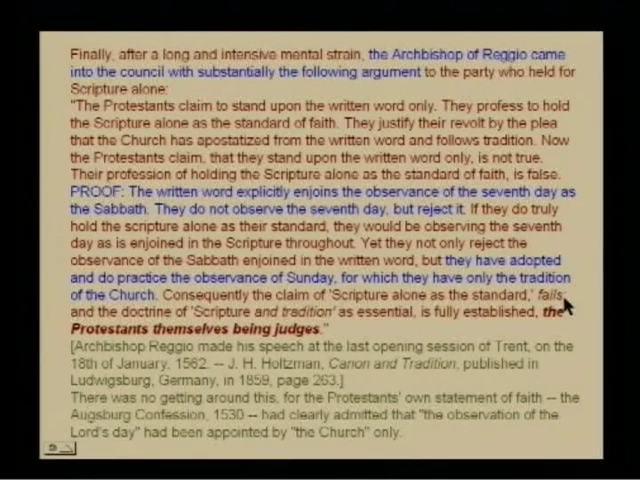 Finally, after a long and intensive mental strain, the Archbishop of Reggio came
into the council with substantially the following argument to the party who held for
Scripture alone:
"The Protestants claim to stand upon the written word only. They profess to hold
the Scripture alone as the standard of faith. They justify their revolt by the plea
that the Church has apostatized from the written word and follows tradition. Now
the Protestants claim, that they stand upon the written word only, is not true.
Their profession of holding the Scripture alone as the standard of faith, is false.
PROOF: The written word explicitly enjoins the observance of the seventh day as
the Sabbath. They do not observe the seventh day, but reject it. If they do truly
hold the scripture alone as their standard, they would be observing the seventh
day as is enjoined in the Scripture throughout. Yet they not only reject the
observance of the Sabbath enjoined in the written word, but they have adopted
and do practice the observance of Sunday, for which they have only the tradition
of the Church. Consequently the claim of 'Scripture alone as the standard,' fails;
and the doctrine of 'Scripture and tradition' as essential, is fully established, the
Protestants themselves being judges."
[Archbishop Reggio made his speech at the last opening session of Trent, on the
18th of January, 1562. -- J. H. Holtzman, Canon and Tradition, published in
Ludwigsburg, Germany, in 1859, page 263.]
There was no getting around this, for the Protestants' own statement of faith -- the
Augsburg Confession, 1530 -- had clearly admitted that "the observation of the
Lord's day" had been appointed by "the Church" only.